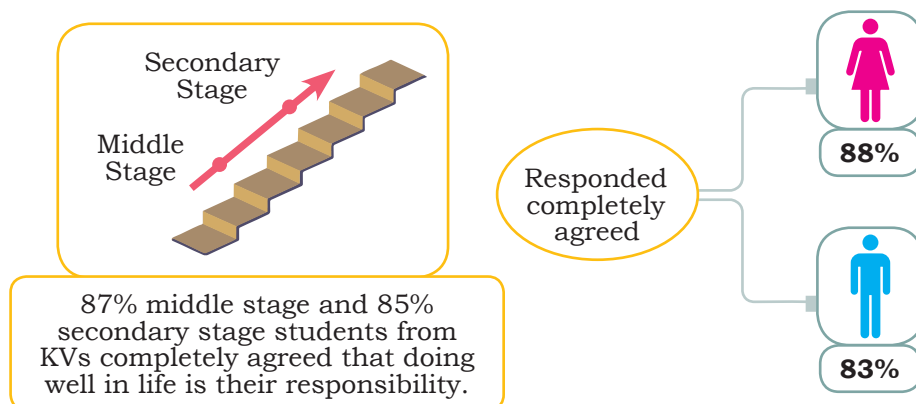 Secondary
Stage
Middle
Stage
87% middle stage and 85%
secondary stage students from
KVs completely agreed that doing
well in life is their responsibility.
Responded
completely
agreed
88%
83%